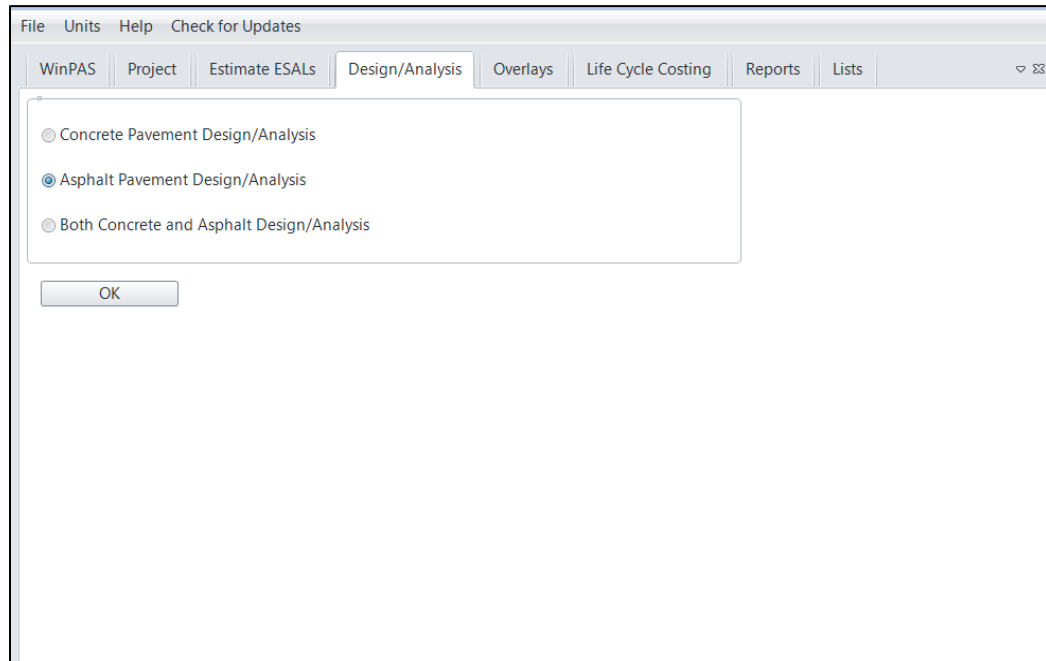 File Units Help Check for Updates
WinPAS Project Estimate ESALs Design/Analysis Overlays Life Cycle Costing Reports Lists
Concrete Pavement Design/Analysis
Asphalt Pavement Design/Analysis
Both Concrete and Asphalt Design/Analysis
OK